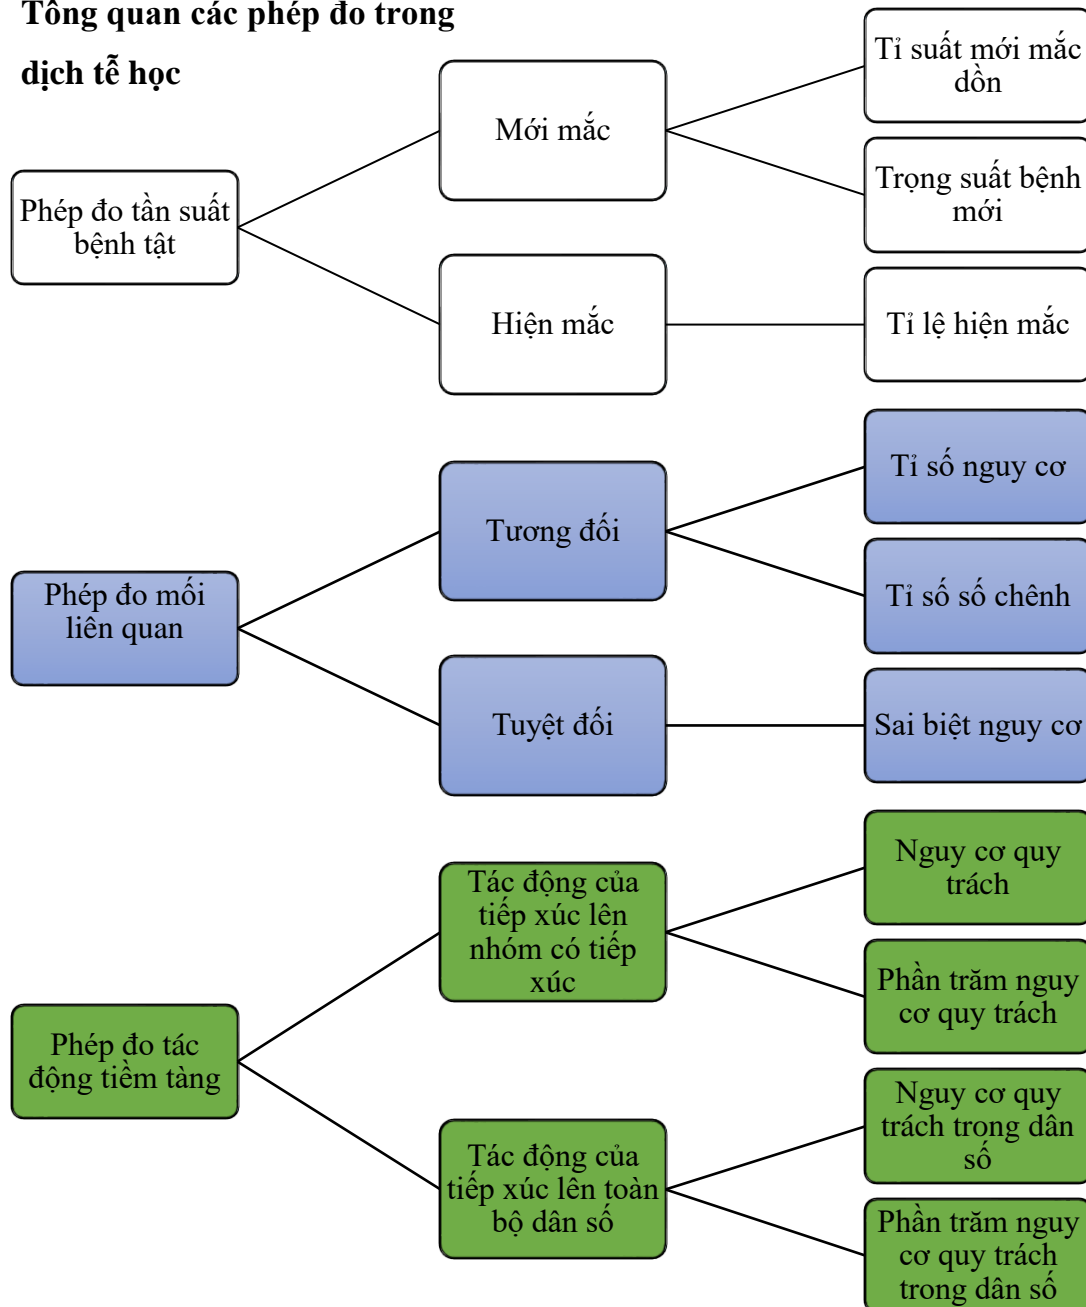 Tổng quan các phép đo trong
dịch tễ học
Phép đo tần suất
bệnh tật
Mới mắc
Tỉ suất mới mắc
dồn
Trọng suất bệnh
mới
Hiện mắc
Tỉ lệ hiện mắc
Phép đo mối
liên quan
Tương đối
Tỉ số nguy cơ
Tỉ số số chênh
Tuyệt đối
Sai biệt nguy cơ
Phép đo tác
động tiềm tàng
Tác động của
tiếp xúc lên
nhóm có tiếp
xúc
Nguy cơ quy
trách
Phần trăm nguy
cơ quy trách
Tác động của
tiếp xúc lên toàn
bộ dân số
Nguy cơ quy
trách trong dân
số
Phần trăm nguy
cơ quy trách
trong dân số